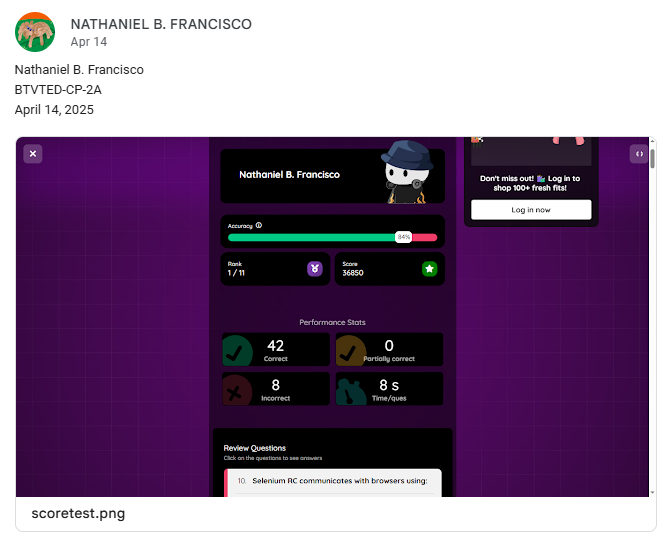 NATHANIEL B. FRANCISCO
Apr 14
Nathaniel B. Francisco
BTVTED-CP-2A
April 14, 2025
Nathaniel B. Francisco
Don't miss out! 🛍️ Log in to
shop 100+ fresh fits!
Log in now
Accuracy
84%
Rank
1 / 11
Score
36850
Performance Stats
42
Correct
0
Partially correct
8
Incorrect
8 s
Time/ques
Review Questions
Click on the questions to see answers
10. Selenium RC communicates with browsers using:
scoretest.png